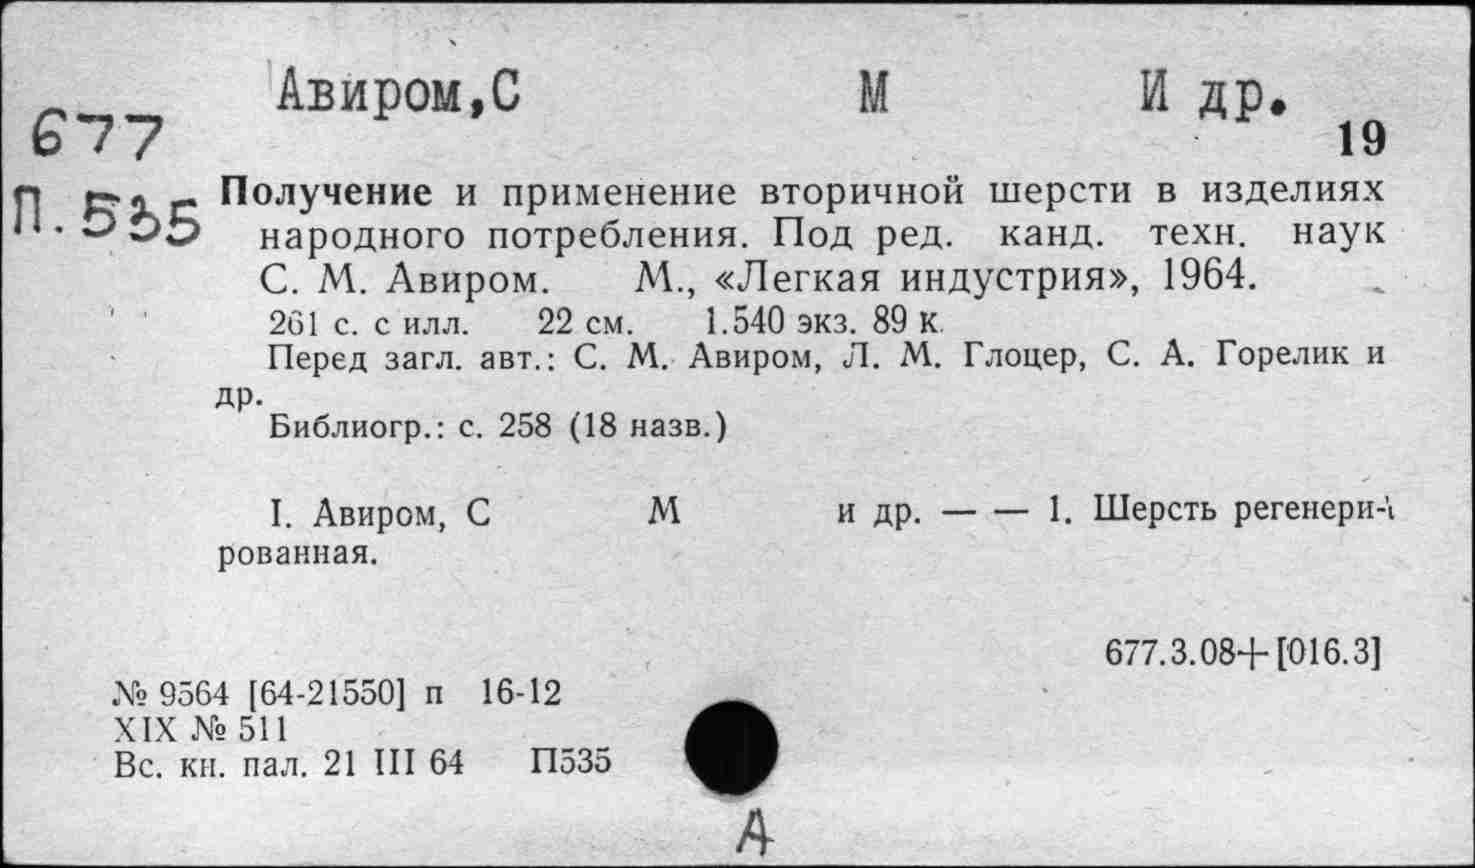 Авиром,С М И др.
677
19
П.535
Получение и применение вторичной шерсти в изделиях
народного потребления. Под ред. канд. техн. наук
С. М. Авиром. М., «Легкая индустрия», 1964.
261 с. с илл. 22 см. 1.540 экз. 89 к.
Перед загл. авт.: С. М. Авиром, Л. М. Глоцер, С. А. Горелик и
др.
Библиогр.: с. 258 (18 назв.)
I. Авиром, С М и др. — — 1. Шерсть регенери-
рованная.
677.3.08+[016.3]
№ 9564 [64-21550] п 16-12
XIX № 511
Вс. кн. пал. 21 III 64 П535
А